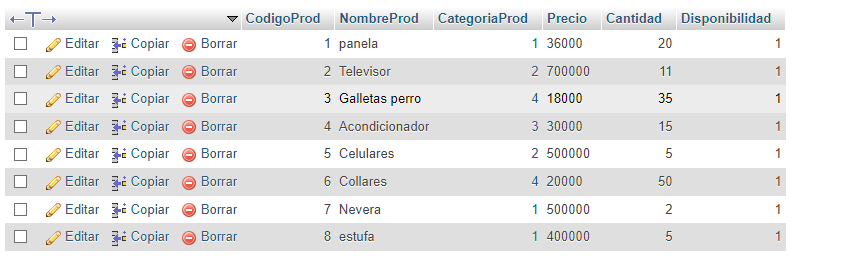 CodigoProd NombreProd CategoriaProd Precio Cantidad Disponibilidad
Editar Copiar Borrar 1 panela 1 36000 20 1
Editar Copiar Borrar 2 Televisor 2 700000 11 1
Editar Copiar Borrar 3 Galletas perro 4 18000 35 1
Editar Copiar Borrar 4 Acondicionador 3 30000 15 1
Editar Copiar Borrar 5 Celulares 2 500000 5 1
Editar Copiar Borrar 6 Collares 4 20000 50 1
Editar Copiar Borrar 7 Nevera 1 500000 2 1
Editar Copiar Borrar 8 estufa 1 400000 5 1